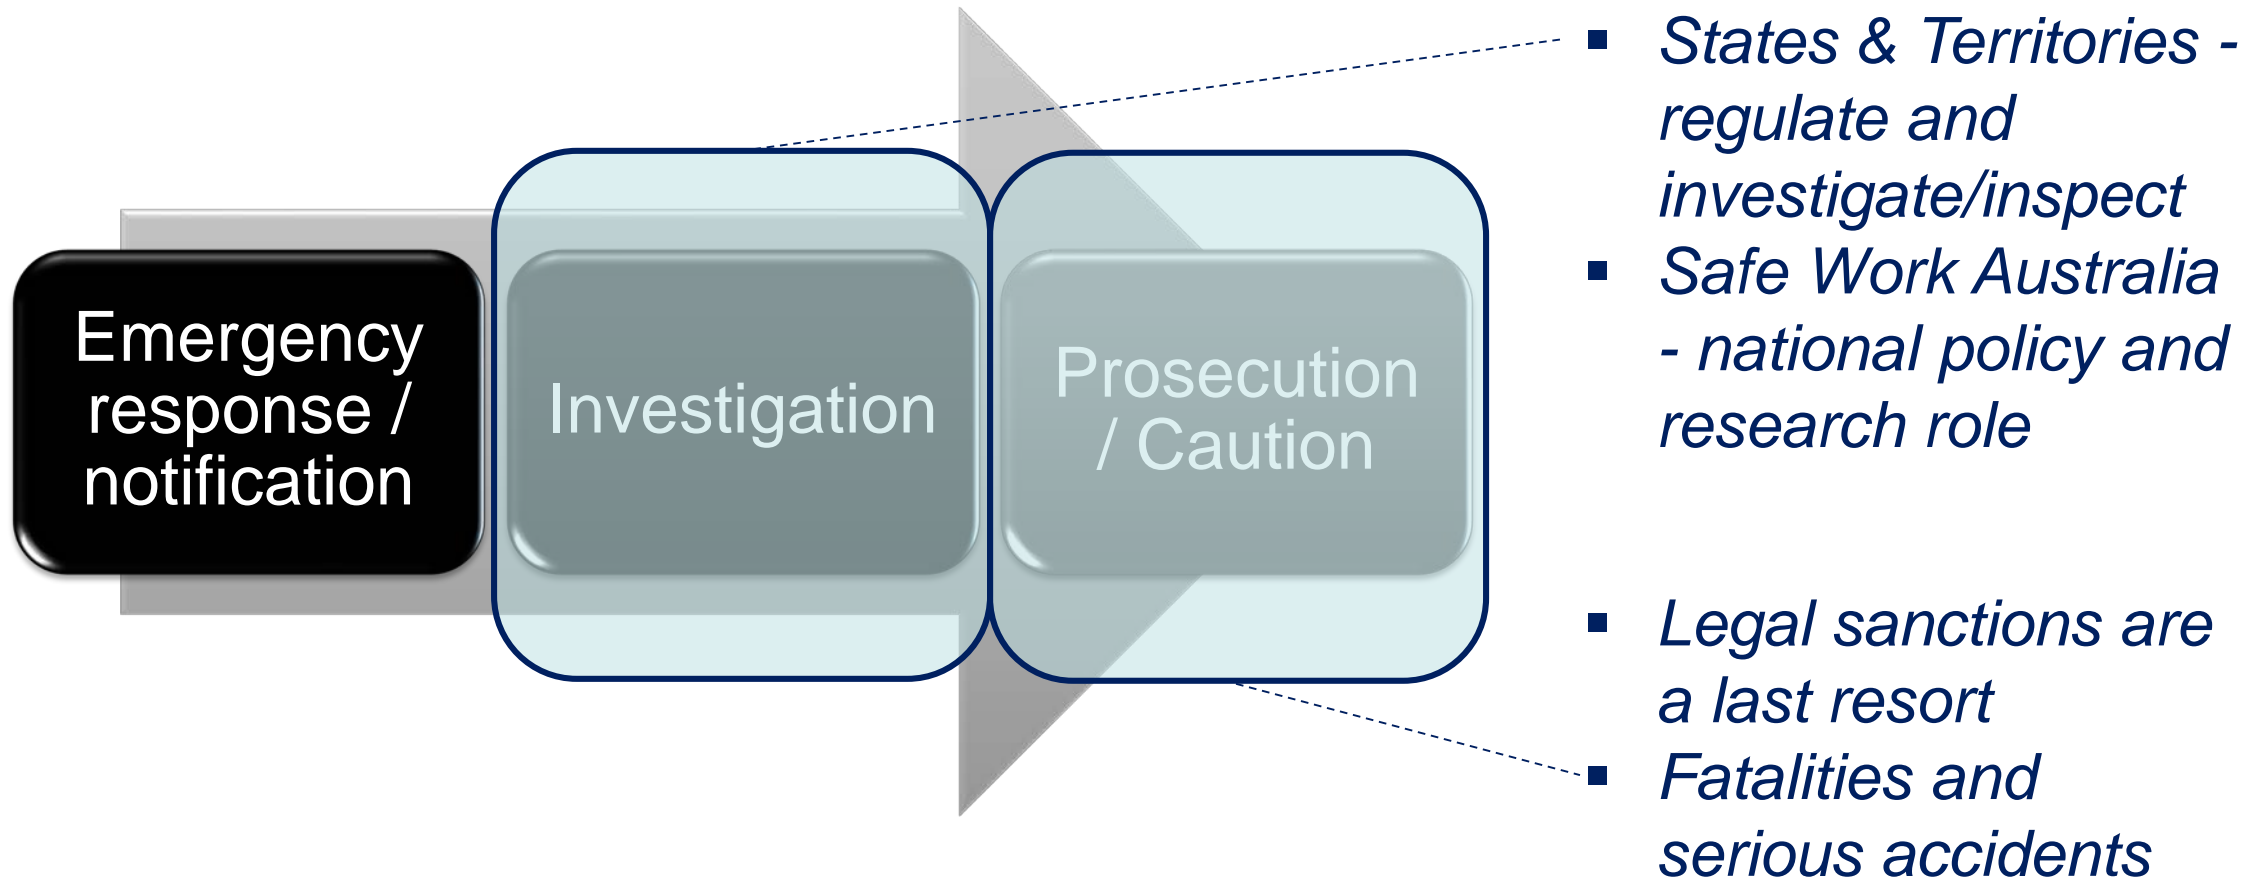 Emergency
response /
notification
Investigation
Prosecution
/ Caution
▪ States & Territories -
regulate and
investigate/inspect
▪ Safe Work Australia
- national policy and
research role
▪ Legal sanctions are
a last resort
▪ Fatalities and
serious accidents